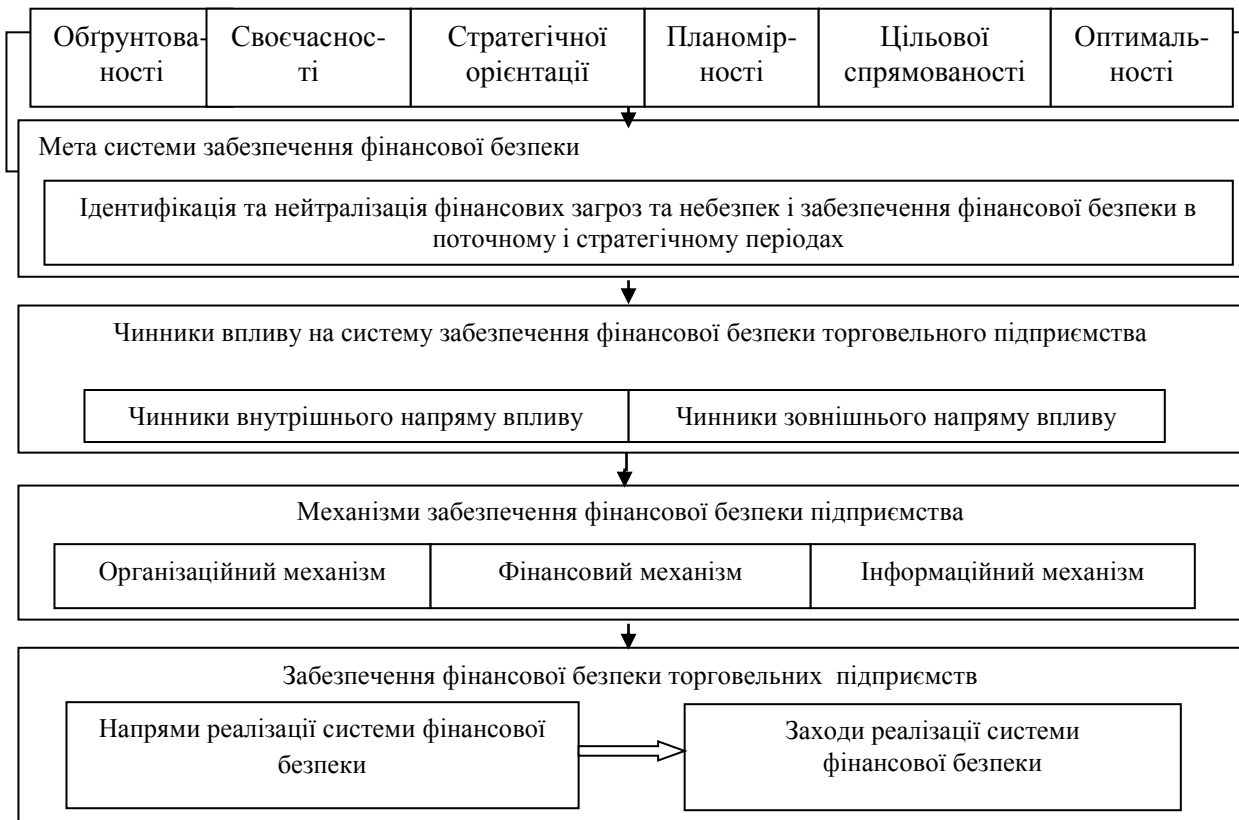 Обґрунтова-
ності
Своєчаснос-
ті
Стратегічної
орієнтації
Планомір-
ності
Цільової
спрямованості
Оптималь-
ності
Мета системи забезпечення фінансової безпеки
Ідентифікація та нейтралізація фінансових загроз та небезпек і забезпечення фінансової безпеки в
поточному і стратегічному періодах
Чинники впливу на систему забезпечення фінансової безпеки торговельного підприємства
Чинники внутрішнього напряму впливу
Чинники зовнішнього напряму впливу
Механізми забезпечення фінансової безпеки підприємства
Організаційний механізм
Фінансовий механізм
Інформаційний механізм
Забезпечення фінансової безпеки торговельних підприємств
Напрями реалізації системи фінансової
безпеки
Заходи реалізації системи
фінансової безпеки